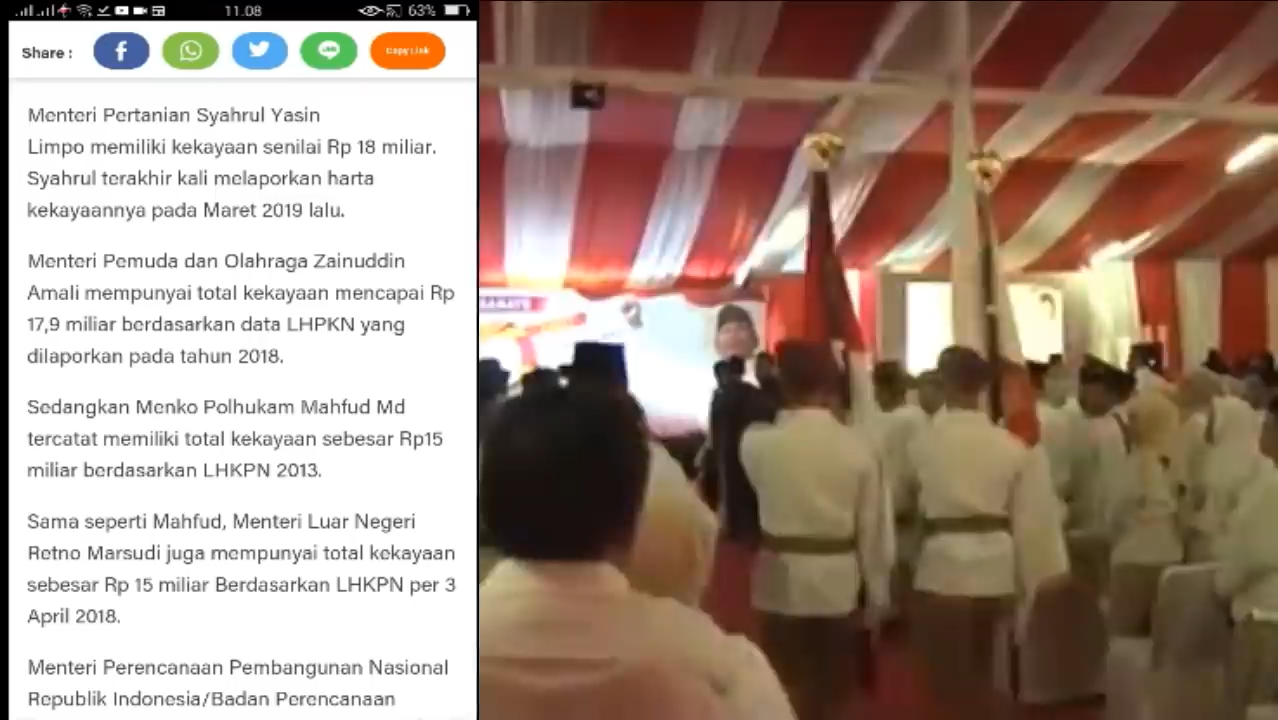 11.08
63%
Share :
Copy Link
Menteri Pertanian Syahrul Yasin
Limpo memiliki kekayaan senilai Rp 18 miliar.
Syahrul terakhir kali melaporkan harta
kekayaannya pada Maret 2019 lalu.
Menteri Pemuda dan Olahraga Zainuddin
Amali mempunyai total kekayaan mencapai Rp
17,9 miliar berdasarkan data LHPKN yang
dilaporkan pada tahun 2018.
Sedangkan Menko Polhukam Mahfud Md
tercatat memiliki total kekayaan sebesar Rp15
miliar berdasarkan LHKPN 2013.
Sama seperti Mahfud, Menteri Luar Negeri
Retno Marsudi juga mempunyai total kekayaan
sebesar Rp 15 miliar Berdasarkan LHKPN per 3
April 2018.
Menteri Perencanaan Pembangunan Nasional
Republik Indonesia/Badan Perencanaan